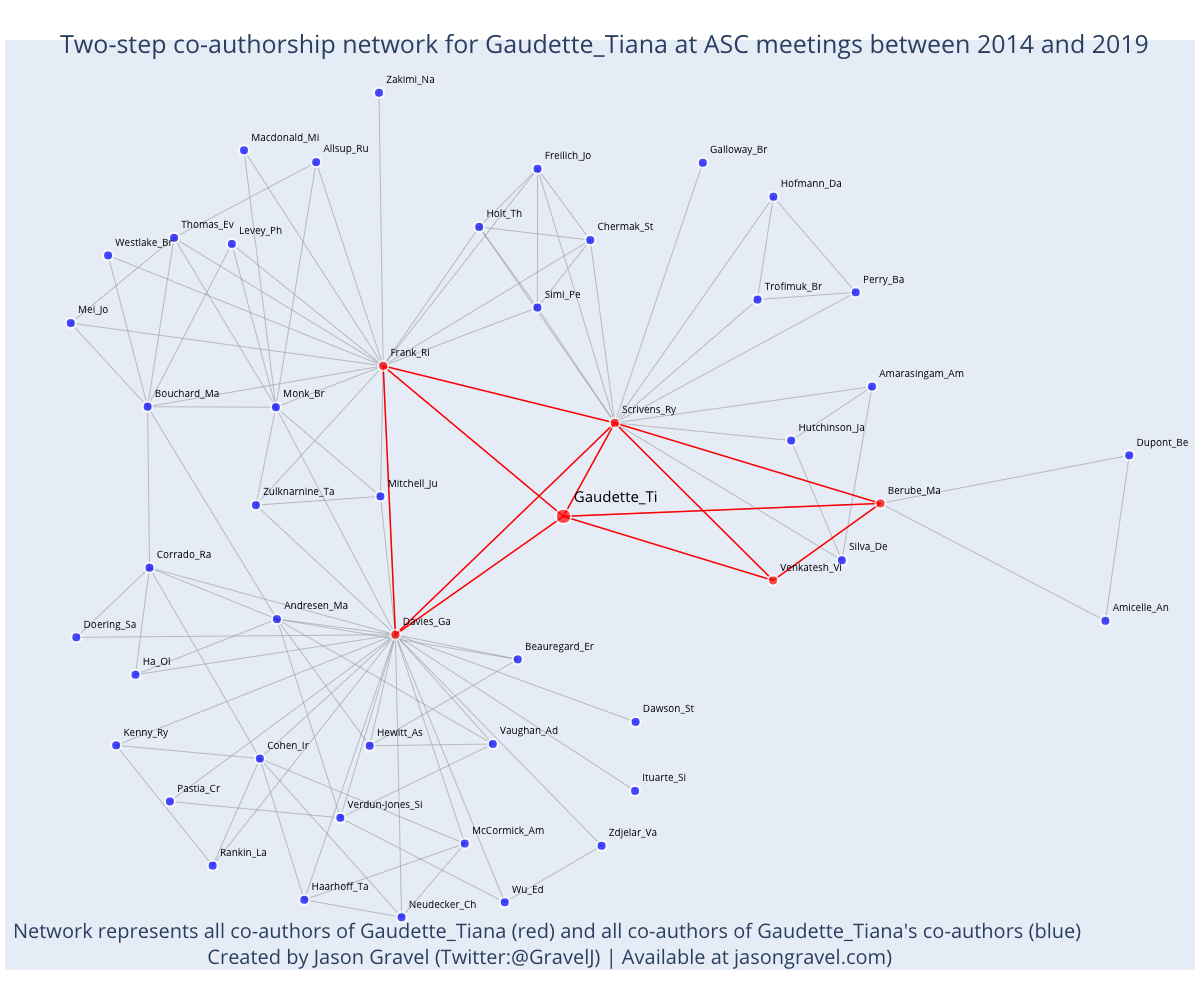 Two-step co-authorship network for Gaudette_Tiana at ASC meetings between 2014 and 2019
Zakimi_Na
Macdonald_Mi
Allsup_Ru
Freilich_Jo
Galloway_Br
Hofmann_Da
Holt_Th
Thomas_Ev
Levey_Ph
Chermak_St
Westlake_Br
Perry_Ba
Trofimuk_Br
Simi_Pe
Mei_Jo
Frank_Ri
Amarasingam_Am
Bouchard_Ma
Monk_Br
Scrivens_Ry
Hutchinson_Ja
Dupont_Be
Mitchell_Ju
Zulknarnine_Ta
Gaudette_Ti
Berube_Ma
Silva_De
Corrado_Ra
Venkatesh_Vi
Andresen_Ma
Amicelle_An
Doering_Sa
Davies_Ga
Beauregard_Er
Ha_Ol
Dawson_St
Kenny_Ry
Hewitt_As
Vaughan_Ad
Cohen_Ir
Ituarte_Si
Pastia_Cr
Verdun-Jones_Si
McCormick_Am
Zdjelar_Va
Rankin_La
Haarhoff_Ta
Wu_Ed
Neudecker_Ch
Network represents all co-authors of Gaudette_Tiana (red) and all co-authors of Gaudette_Tiana's co-authors (blue)
Created by Jason Gravel (Twitter:@GravelJ) | Available at jasongravel.com)